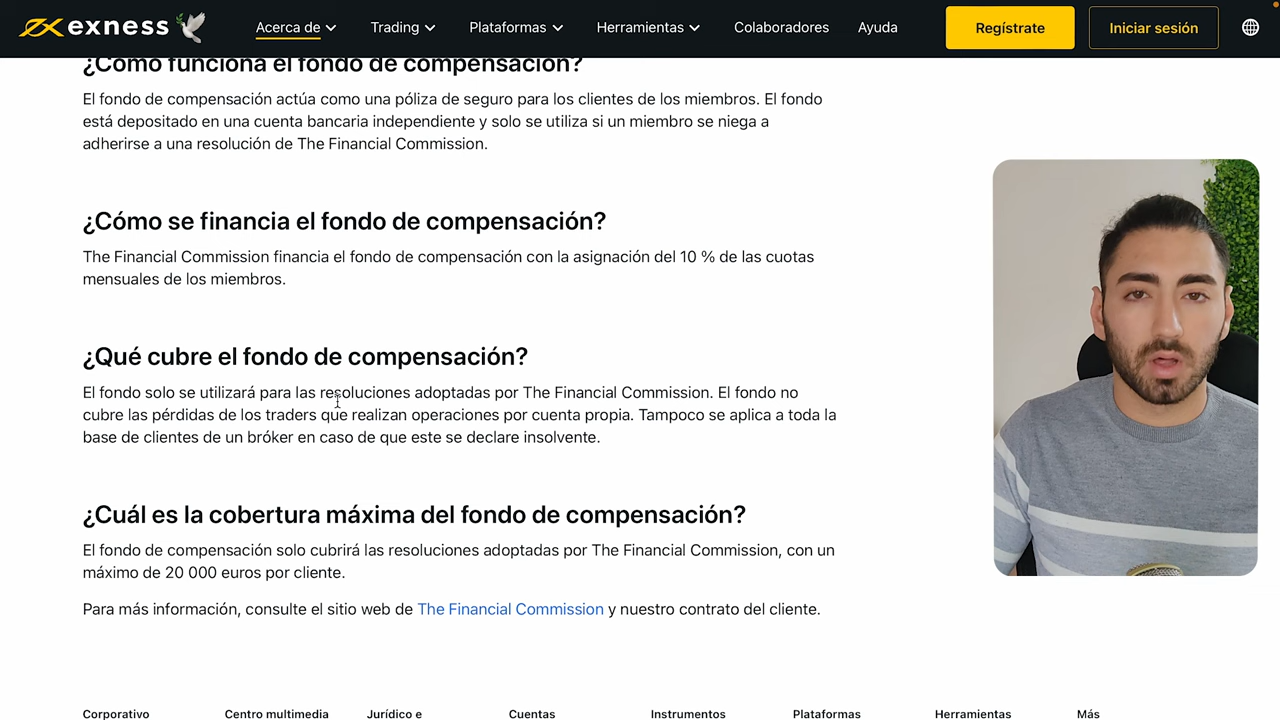 exness
Acerca de
Trading
Plataformas
Herramientas
Colaboradores
Ayuda
Regístrate
Iniciar sesión
¿Cómo funciona el fondo de compensación?
El fondo de compensación actúa como una póliza de seguro para los clientes de los miembros. El fondo
está depositado en una cuenta bancaria independiente y solo se utiliza si un miembro se niega a
adherirse a una resolución de The Financial Commission.
¿Cómo se financia el fondo de compensación?
The Financial Commission financia el fondo de compensación con la asignación del 10 % de las cuotas
mensuales de los miembros.
¿Qué cubre el fondo de compensación?
El fondo solo se utilizará para las resoluciones adoptadas por The Financial Commission. El fondo no
cubre las pérdidas de los traders que realizan operaciones por cuenta propia. Tampoco se aplica a toda la
base de clientes de un bróker en caso de que este se declare insolvente.
¿Cuál es la cobertura máxima del fondo de compensación?
El fondo de compensación solo cubrirá las resoluciones adoptadas por The Financial Commission, con un
máximo de 20 000 euros por cliente.
Para más información, consulte el sitio web de The Financial Commission y nuestro contrato del cliente.
Corporativo
Centro multimedia
Jurídico e
Cuentas
Instrumentos
Plataformas
Herramientas
Más